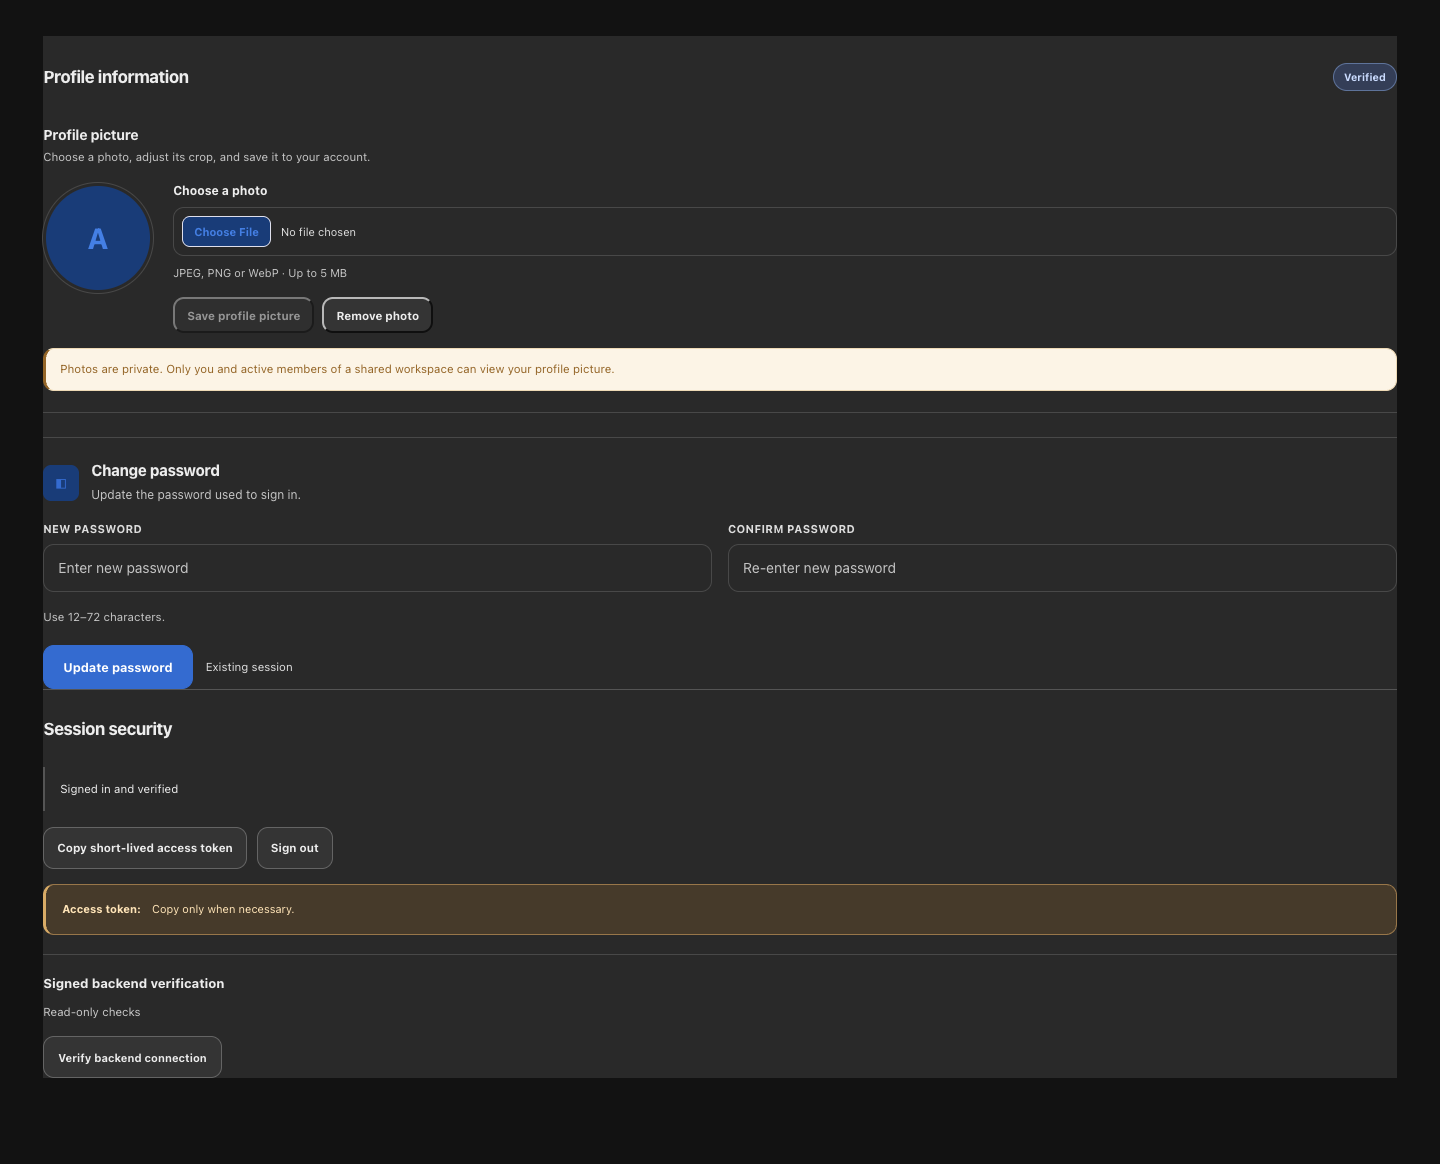 Profile information
Verified
Profile picture
Choose a photo, adjust its crop, and save it to your account.
A
Choose a photo
Choose File No file chosen
JPEG, PNG or WebP · Up to 5 MB
Save profile picture Remove photo
Photos are private. Only you and active members of a shared workspace can view your profile picture.
Change password
Update the password used to sign in.
NEW PASSWORD
Enter new password
CONFIRM PASSWORD
Re-enter new password
Use 12–72 characters.
Update password Existing session
Session security
Signed in and verified
Copy short-lived access token Sign out
Access token: Copy only when necessary.
Signed backend verification
Read-only checks
Verify backend connection